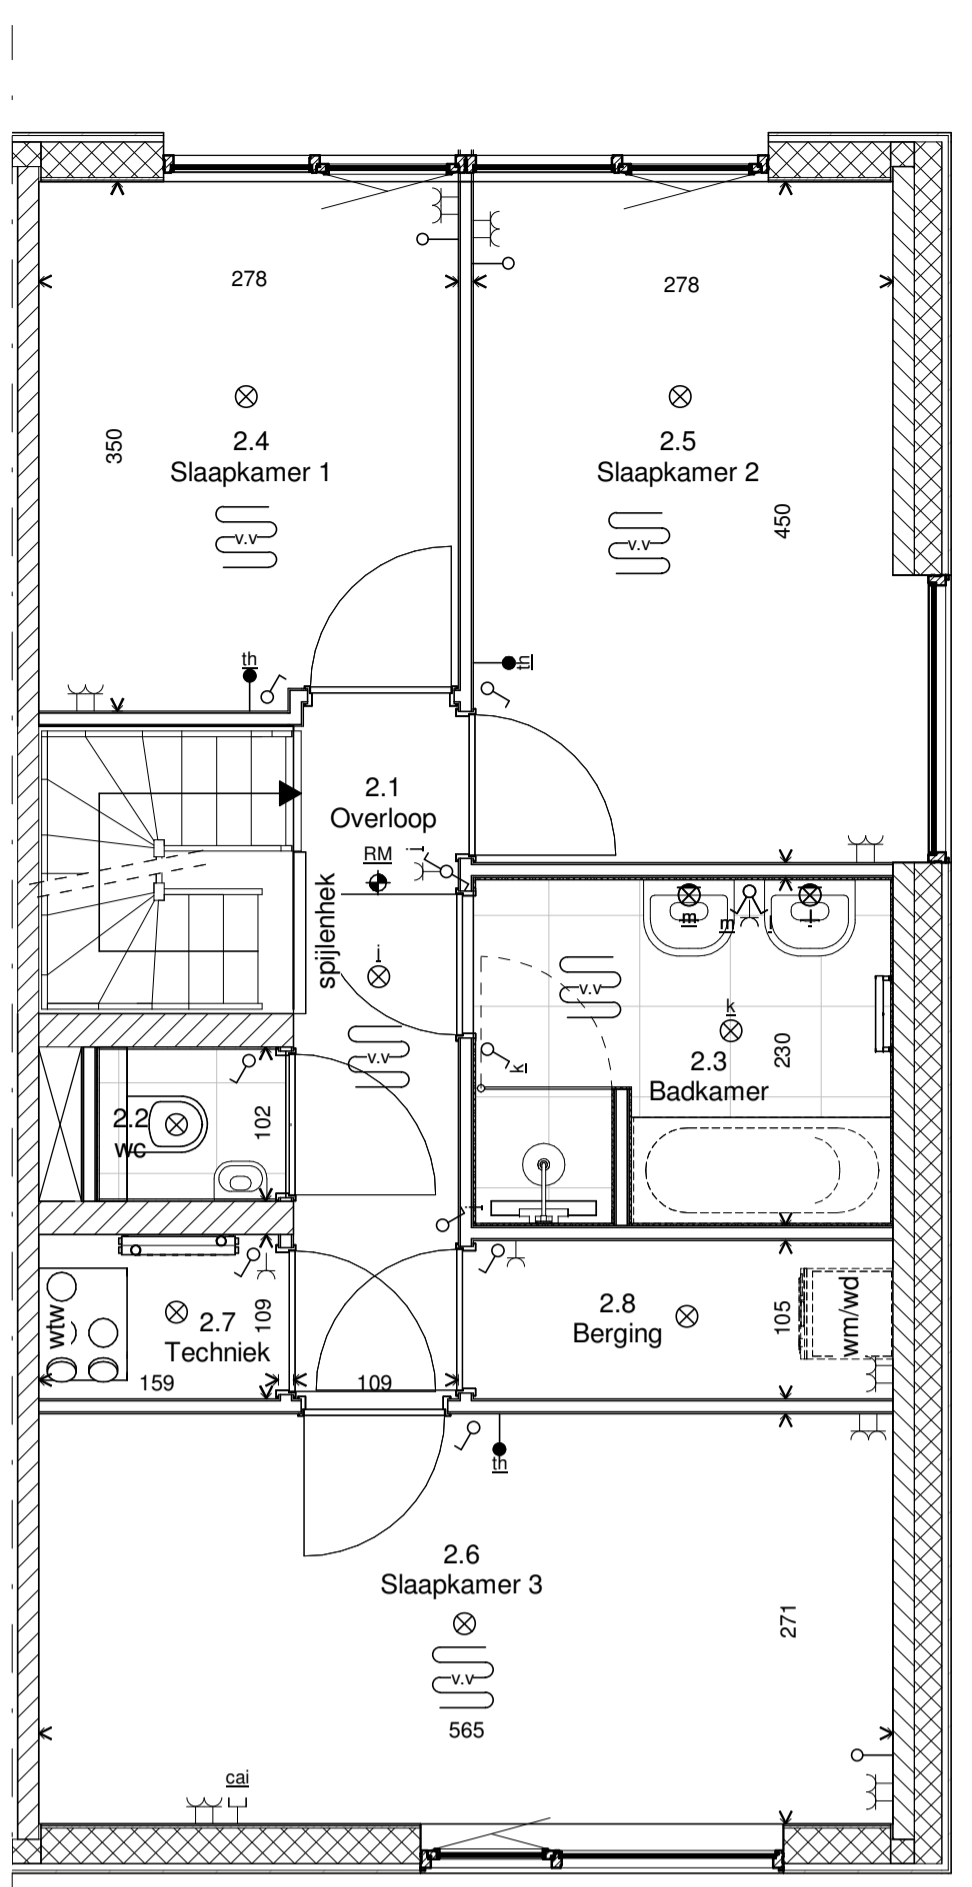 278
278
2.4
Slaapkamer 1
2.5
Slaapkamer 2
350
450
v.v
v.v
th
th
2.1
Overloop
RM
j
spijlenhek
j
m
m
l
l
v.v
k
2.3
Badkamer
230
v.v
k
2.2
wc
102
j
wtw
2.7
Techniek
109
159
109
2.8
Berging
105
wm/wd
th
2.6
Slaapkamer 3
v.v
271
565
cai